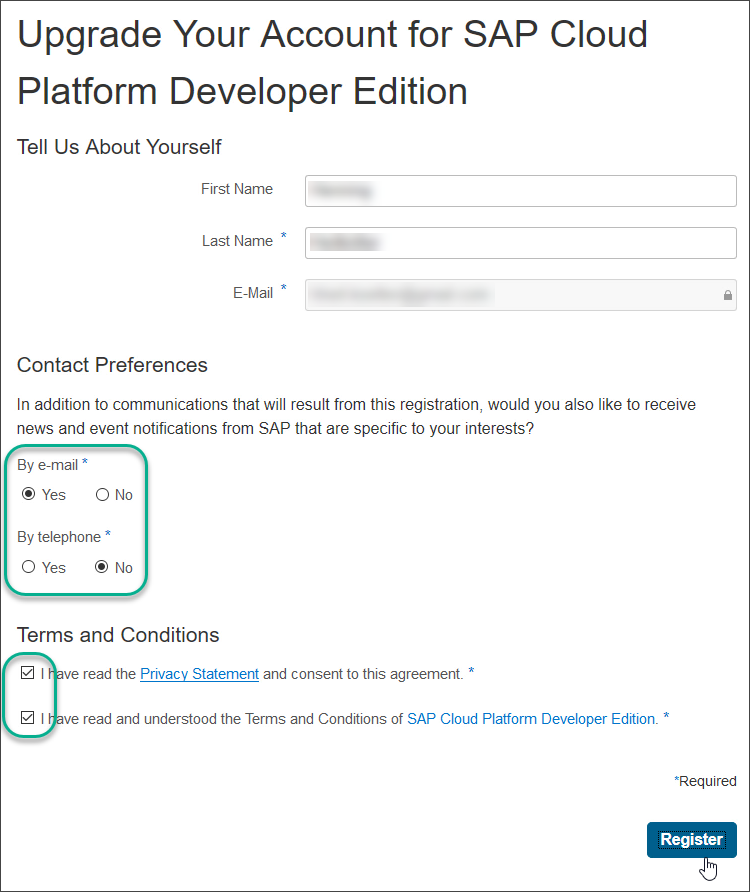 Upgrade Your Account for SAP Cloud
Platform Developer Edition
Tell Us About Yourself
First Name
Last Name *
E-Mail *
Contact Preferences
In addition to communications that will result from this registration, would you also like to receive
news and event notifications from SAP that are specific to your interests?
By e-mail *
Yes No
By telephone *
Yes No
Terms and Conditions
I have read the Privacy Statement and consent to this agreement. *
I have read and understood the Terms and Conditions of SAP Cloud Platform Developer Edition. *
*Required
Register